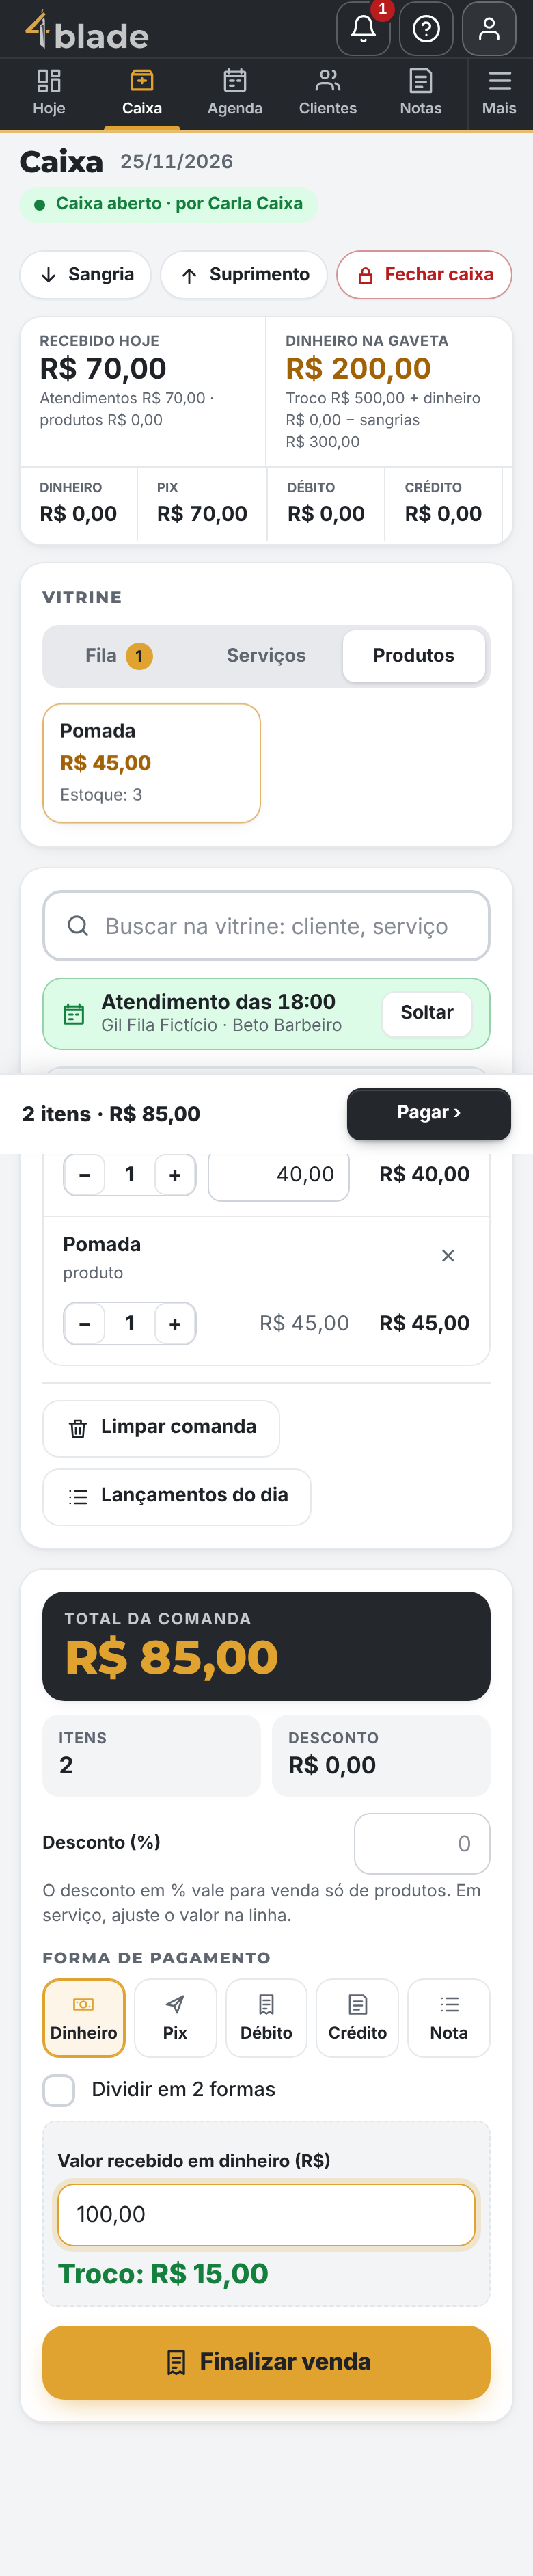 4blade
1
Hoje
Caixa
Agenda
Clientes
Notas
Mais
Caixa 25/11/2026
Caixa aberto · por Carla Caixa
Sangria
Suprimento
Fechar caixa
RECEBIDO HOJE
R$ 70,00
Atendimentos R$ 70,00 ·
produtos R$ 0,00
DINHEIRO NA GAVETA
R$ 200,00
Troco R$ 500,00 + dinheiro
R$ 0,00 − sangrias
R$ 300,00
DINHEIRO
R$ 0,00
PIX
R$ 70,00
DÉBITO
R$ 0,00
CRÉDITO
R$ 0,00
VITRINE
Fila 1
Serviços
Produtos
Pomada
R$ 45,00
Estoque: 3
Buscar na vitrine: cliente, serviço
Atendimento das 18:00
Gil Fila Fictício · Beto Barbeiro
Soltar
2 itens · R$ 85,00
Pagar ›
− 1 + 40,00 R$ 40,00
Pomada
×
produto
− 1 + R$ 45,00 R$ 45,00
Limpar comanda
Lançamentos do dia
TOTAL DA COMANDA
R$ 85,00
ITENS
2
DESCONTO
R$ 0,00
Desconto (%) 0
O desconto em % vale para venda só de produtos. Em
serviço, ajuste o valor na linha.
FORMA DE PAGAMENTO
Dinheiro
Pix
Débito
Crédito
Nota
Dividir em 2 formas
Valor recebido em dinheiro (R$)
100,00
Troco: R$ 15,00
Finalizar venda